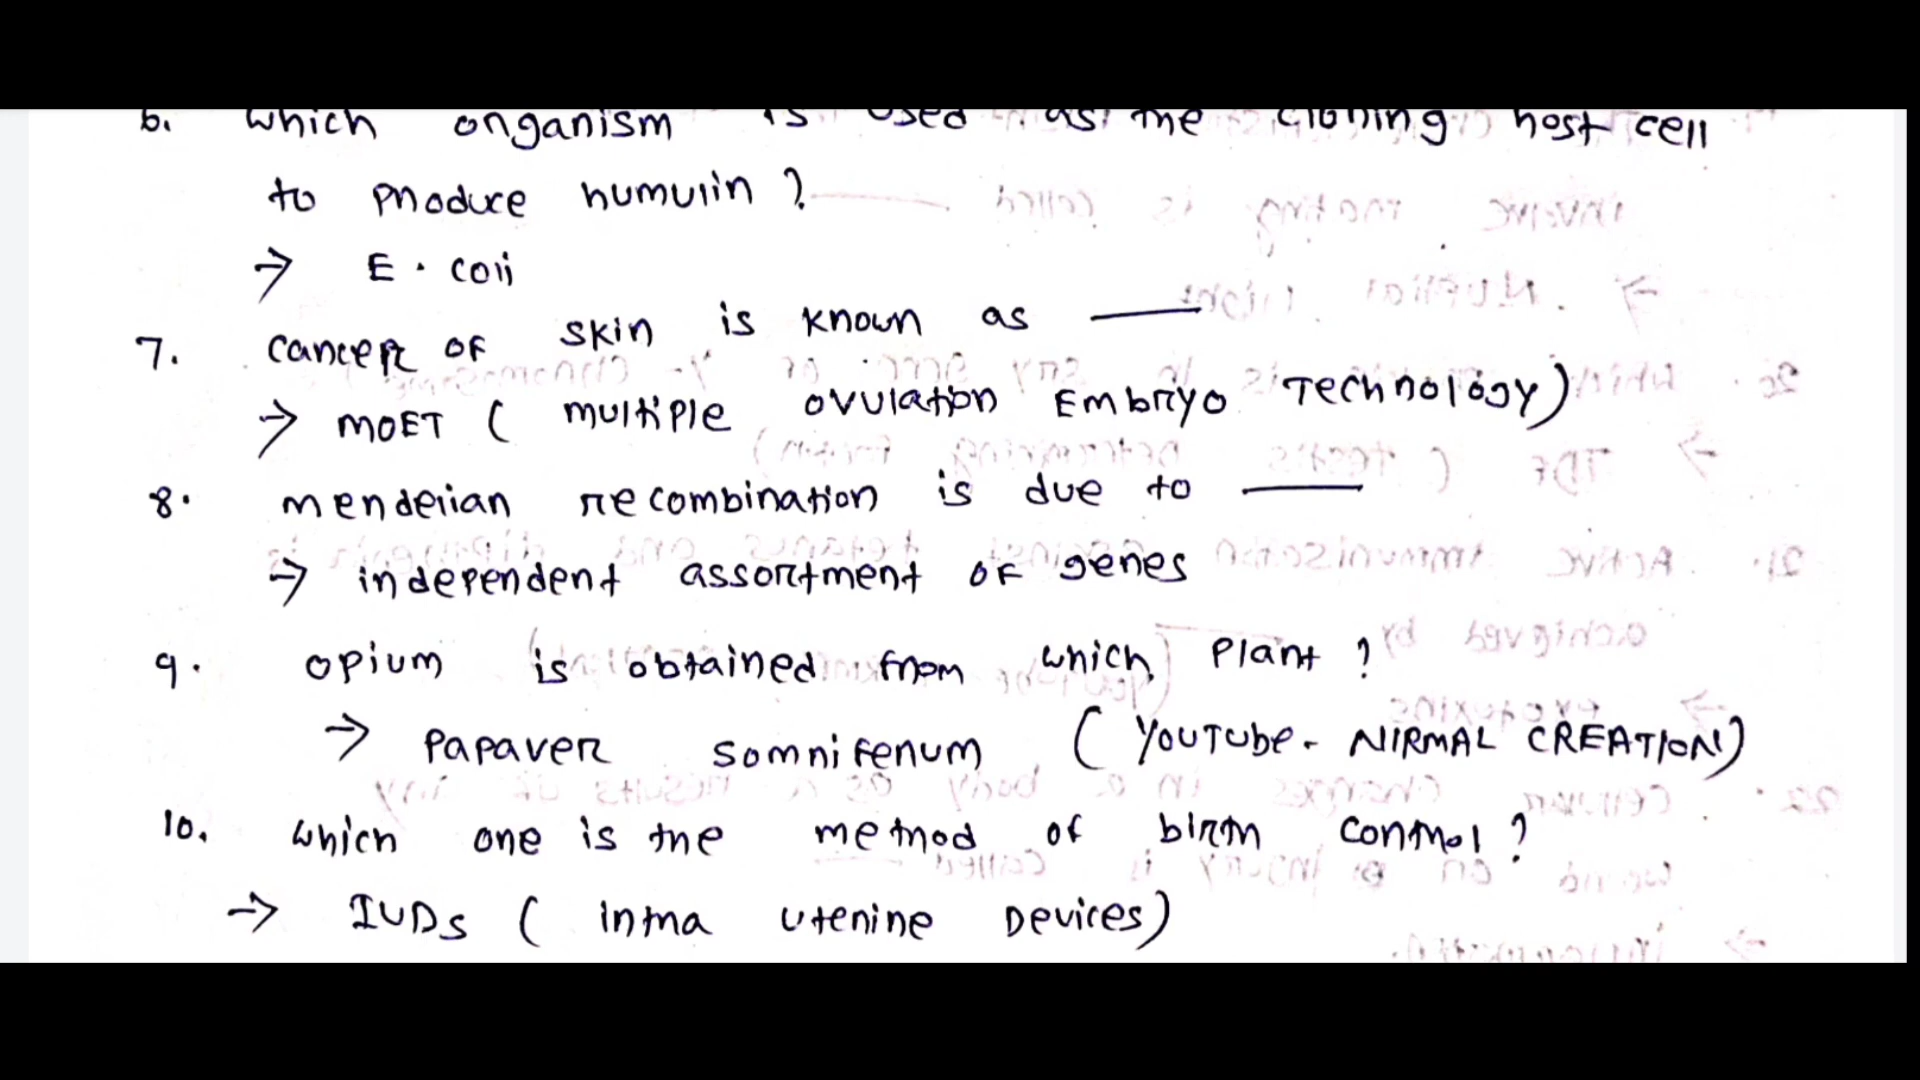 6. which organism is used as the cloning host cell
to produce humulin ?
→ E. coli
7. cancer of skin is known as ——
→ MOET ( multiple ovulation Embryo Technology)
8. mendelian recombination is due to ——
→ independent assortment of genes
9. opium is obtained from which plant ?
→ Papaver somniferum ( YouTube - NIRMAL CREATION)
10. which one is the method of birth control ?
→ IUDs ( intra uterine Devices)